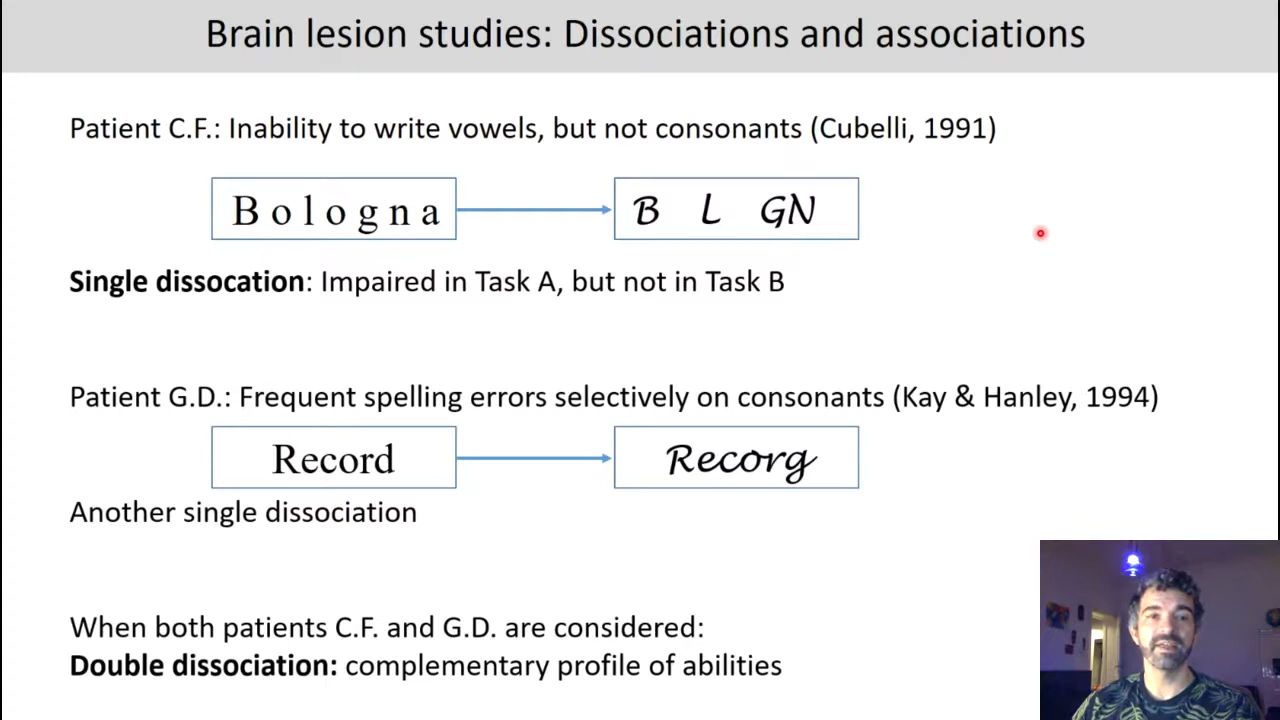 Brain lesion studies: Dissociations and associations
Patient C.F.: Inability to write vowels, but not consonants (Cubelli, 1991)
B o l o g n a
B L GN
Single dissocation: Impaired in Task A, but not in Task B
Patient G.D.: Frequent spelling errors selectively on consonants (Kay & Hanley, 1994)
Record
Recorg
Another single dissociation
When both patients C.F. and G.D. are considered:
Double dissociation: complementary profile of abilities